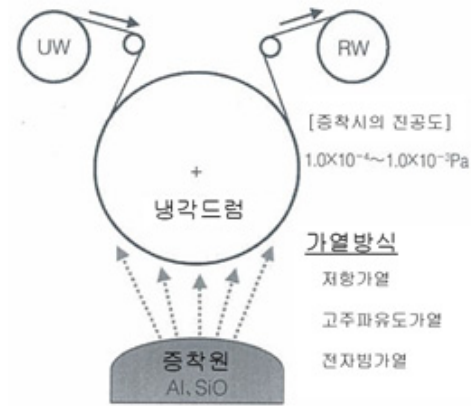 UW
RW
[증착시의 진공도]
1.0×10⁻⁴~1.0×10⁻³Pa
+
냉각드럼
가열방식
저항가열
고주파유도가열
전자빔가열
증착원
Al、SiO